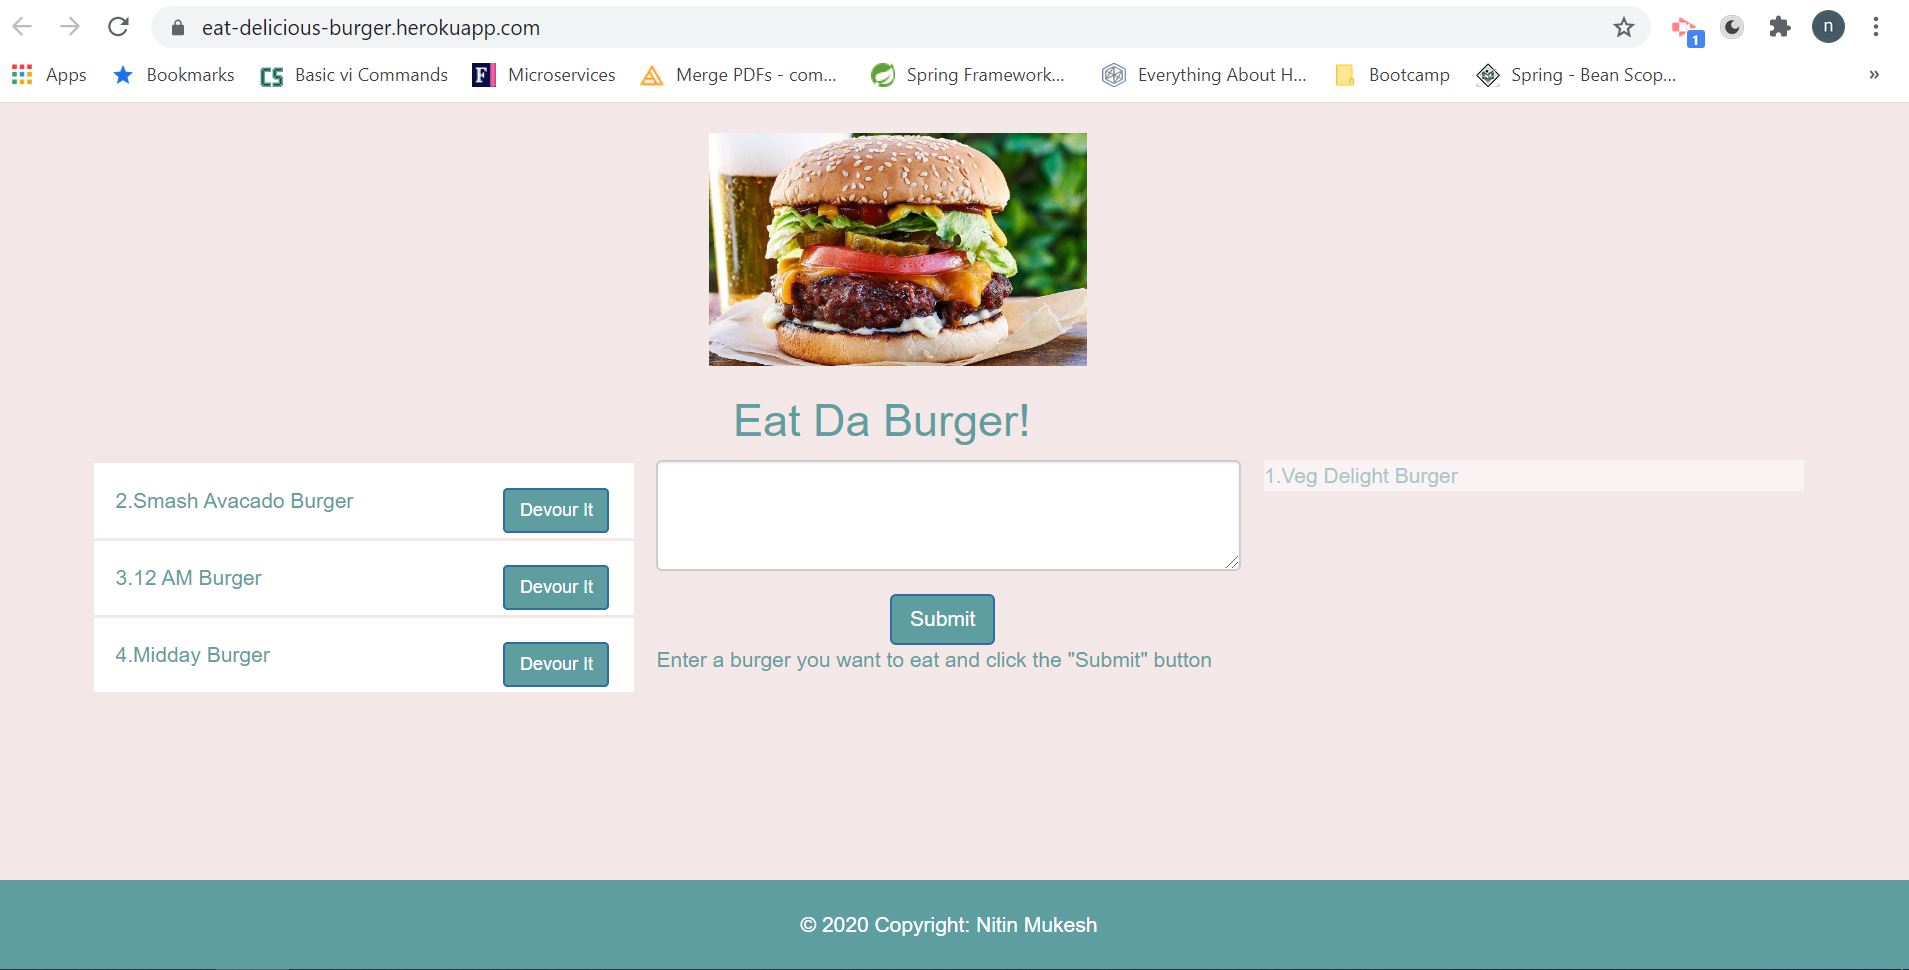 eat-delicious-burger.herokuapp.com
1
n
Apps
Bookmarks
CS
Basic vi Commands
F
Microservices
Merge PDFs - com...
Spring Framework...
Everything About H...
Bootcamp
Spring - Bean Scop...
»
Eat Da Burger!
2.Smash Avacado Burger
Devour It
3.12 AM Burger
Devour It
4.Midday Burger
Devour It
Submit
Enter a burger you want to eat and click the "Submit" button
1.Veg Delight Burger
© 2020 Copyright: Nitin Mukesh